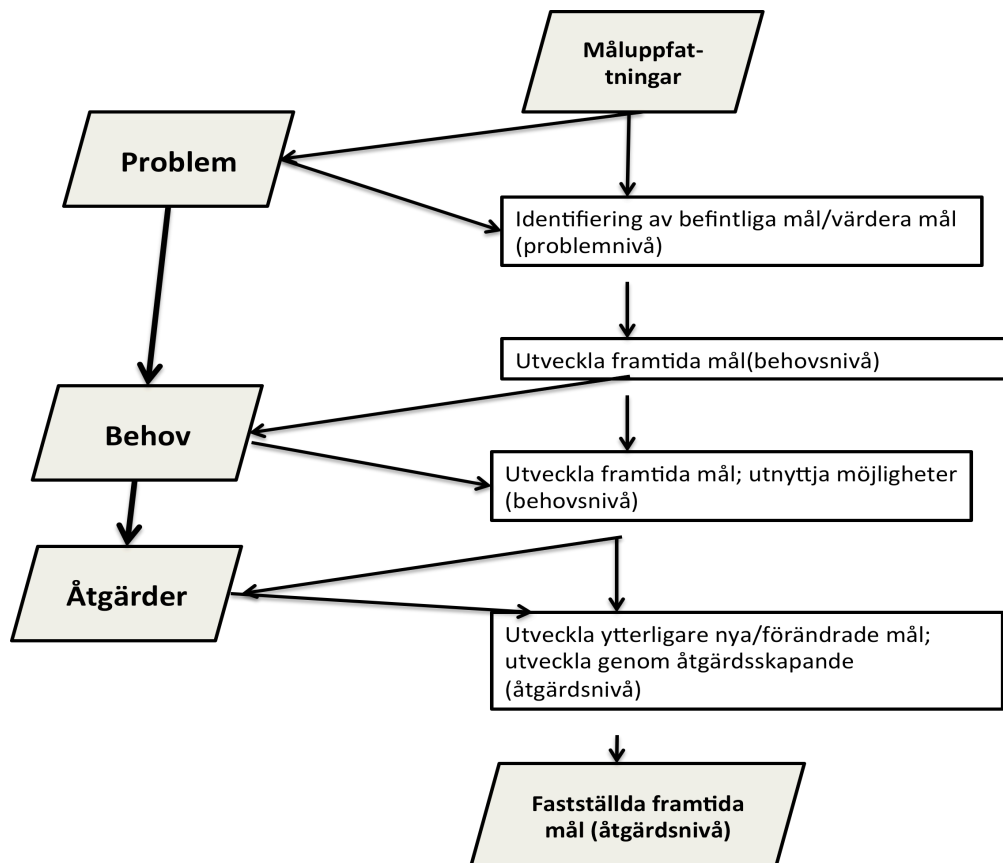 Måluppfat-
tningar
Problem
Identifiering av befintliga mål/värdera mål
(problemnivå)
Utveckla framtida mål(behovsnivå)
Behov
Utveckla framtida mål; utnyttja möjligheter
(behovsnivå)
Åtgärder
Utveckla ytterligare nya/förändrade mål;
utveckla genom åtgärdsskapande
(åtgärdsnivå)
Fastställda framtida
mål (åtgärdsnivå)